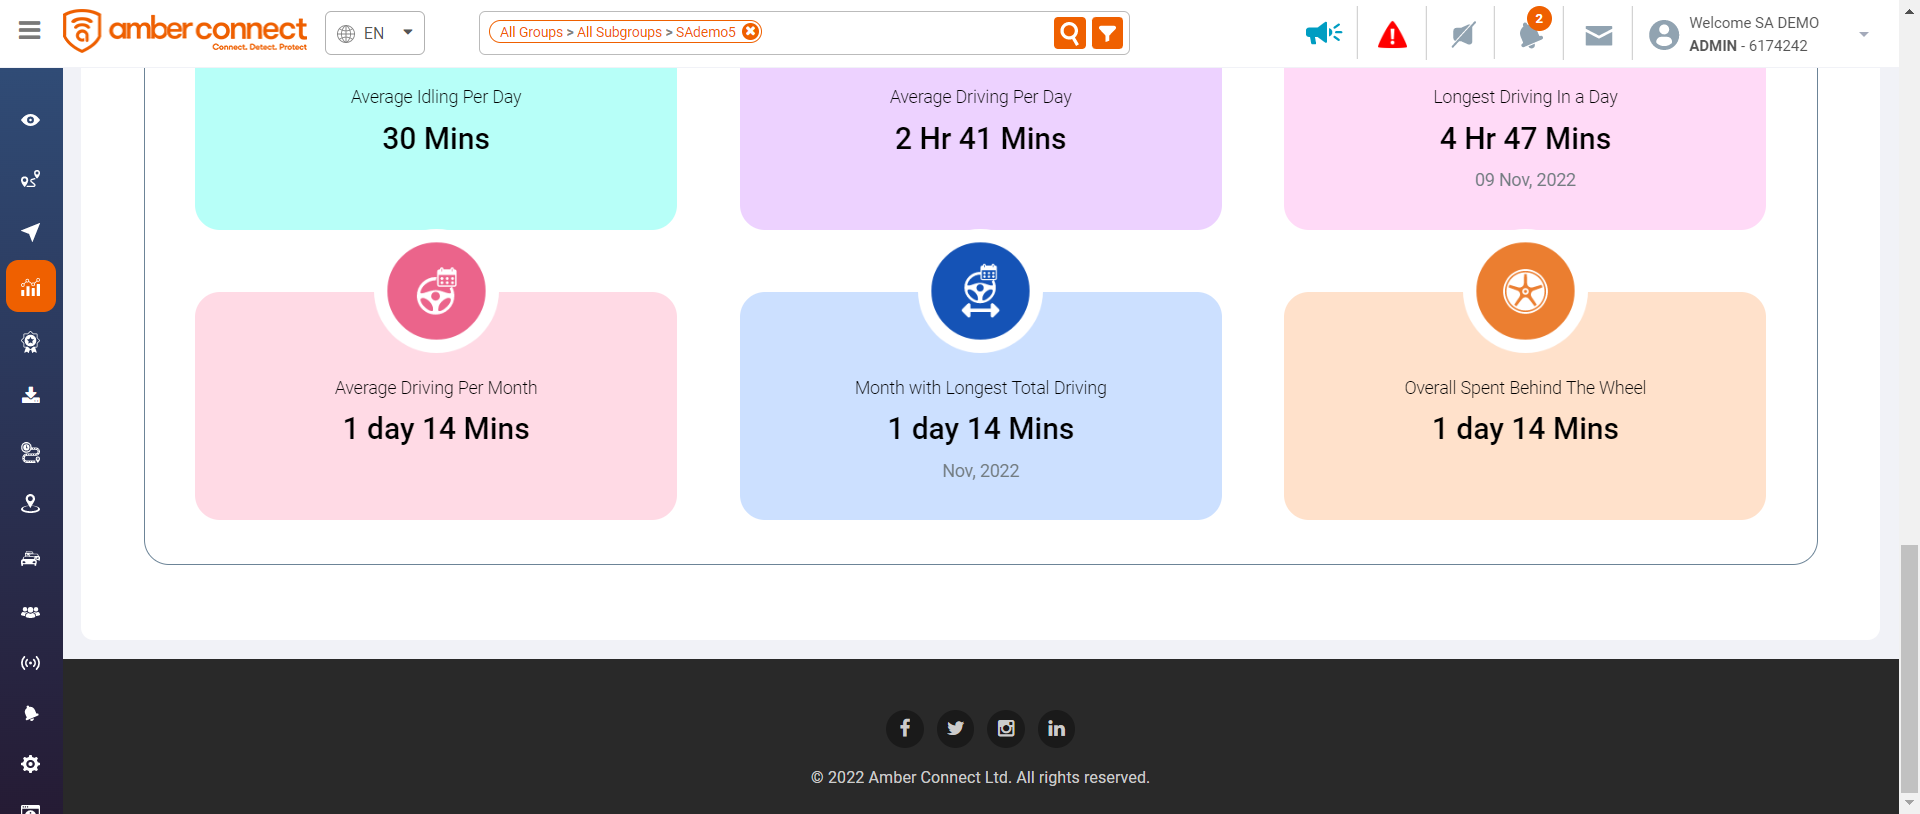 amber connect
Connect. Detect. Protect
EN
All Groups > All Subgroups > SAdemo5
2
Welcome SA DEMO
ADMIN - 6174242
Average Idling Per Day
30 Mins
Average Driving Per Day
2 Hr 41 Mins
Longest Driving In a Day
4 Hr 47 Mins
09 Nov, 2022
Average Driving Per Month
1 day 14 Mins
Month with Longest Total Driving
1 day 14 Mins
Nov, 2022
Overall Spent Behind The Wheel
1 day 14 Mins
© 2022 Amber Connect Ltd. All rights reserved.